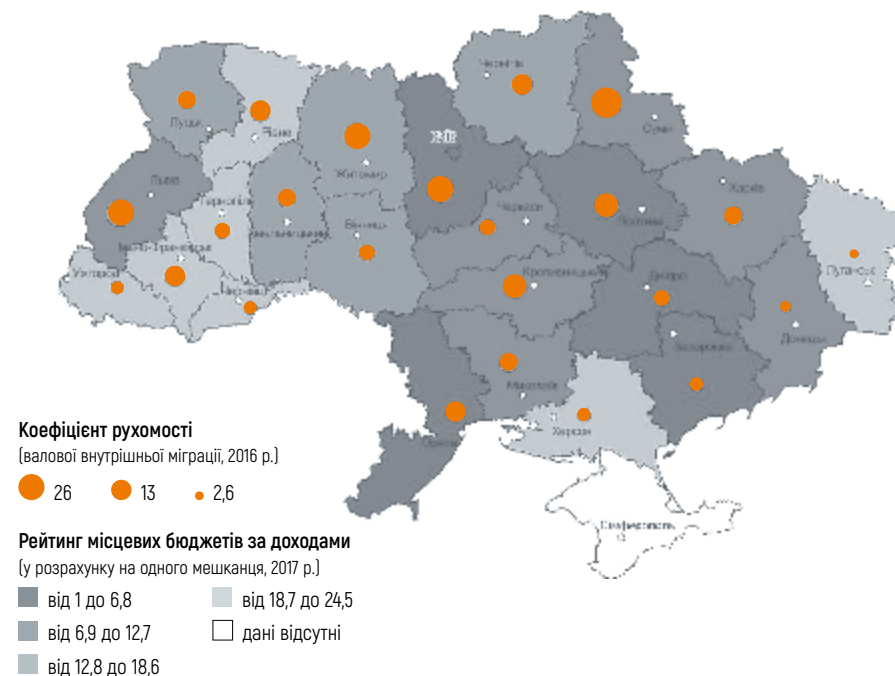 Чернігів
Луцьк
Рівне
Суми
Житомир
Львів
Харків
Тернопіль
Черкаси
Полтава
Хмельницький
Вінниця
Івано-Франківськ
Ужгород
Кропивницький
Дніпро
Луганськ
Чернівці
Донецьк
Запоріжжя
Миколаїв
Херсон
Одеса
Сімферополь
Коефіцієнт рухомості
(валової внутрішньої міграції, 2016 р.)
26 13 2,6
Рейтинг місцевих бюджетів за доходами
(у розрахунку на одного мешканця, 2017 р.)
від 1 до 6,8 від 18,7 до 24,5
від 6,9 до 12,7 дані відсутні
від 12,8 до 18,6